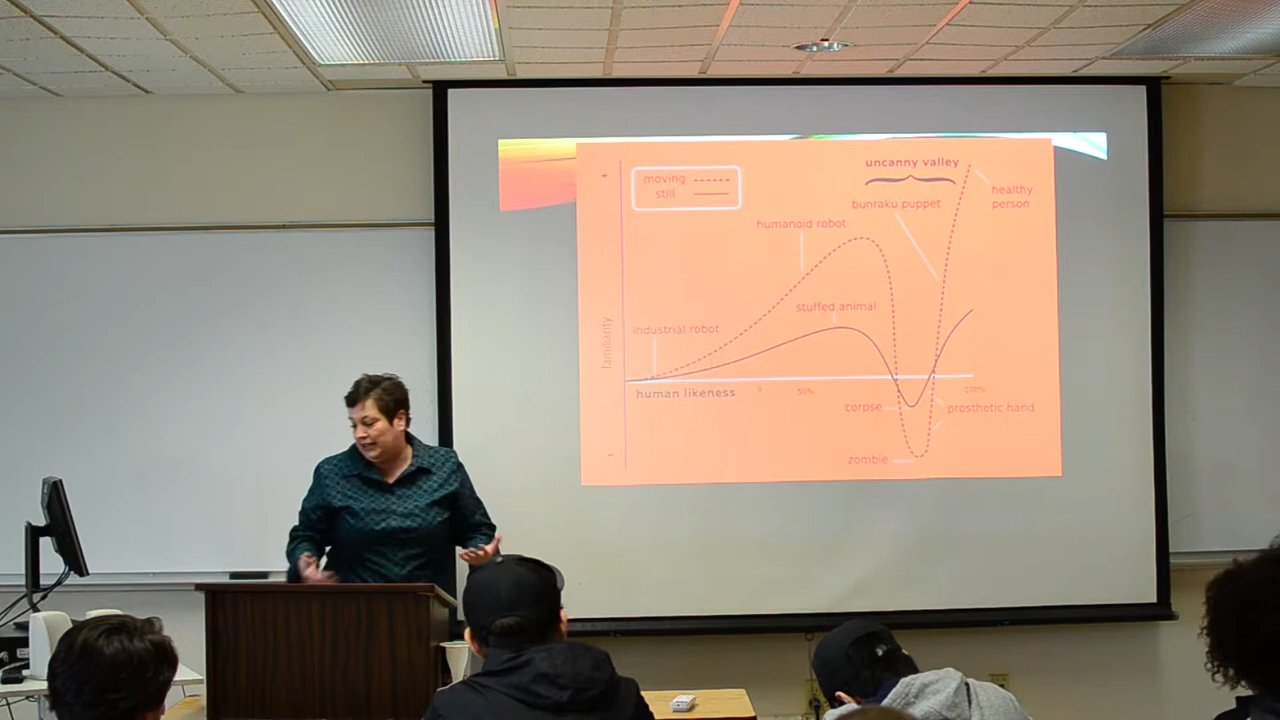 uncanny valley
+
moving
still
healthy
person
bunraku puppet
humanoid robot
stuffed animal
industrial robot
familiarity
human likeness
50%
100%
corpse
prosthetic hand
zombie
–